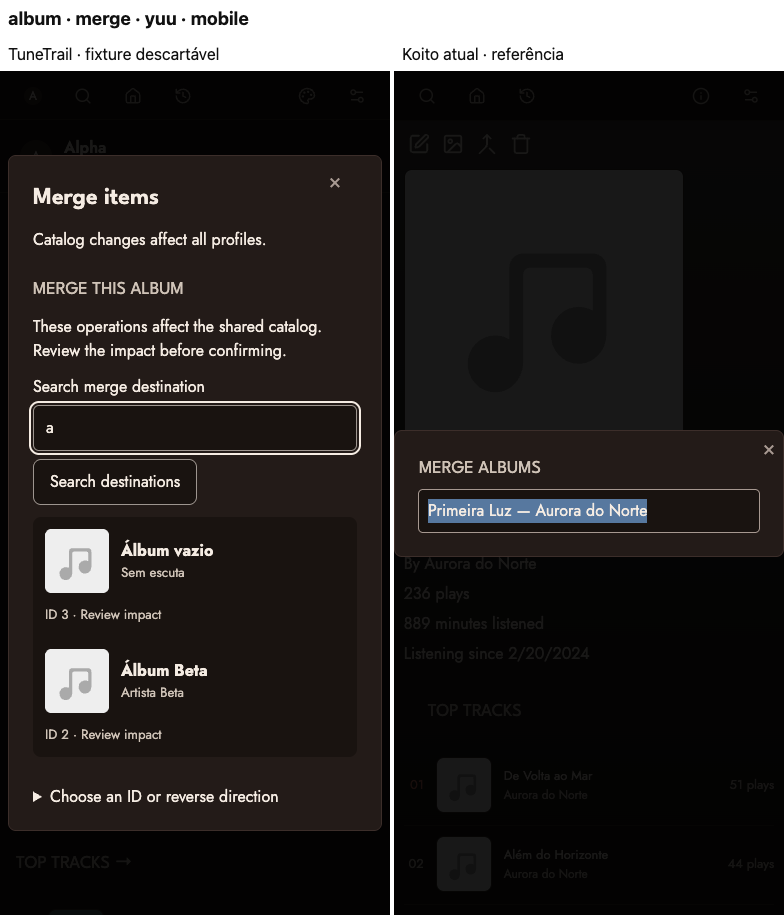 album · merge · yuu · mobile
TuneTrail · fixture descartável
A
Alpha
Merge items
×
Catalog changes affect all profiles.
MERGE THIS ALBUM
These operations affect the shared catalog.
Review the impact before confirming.
Search merge destination
a
Search destinations
Álbum vazio
Sem escuta
ID 3 · Review impact
Álbum Beta
Artista Beta
ID 2 · Review impact
▶ Choose an ID or reverse direction
TOP TRACKS →
Koito atual · referência
×
MERGE ALBUMS
Primeira Luz — Aurora do Norte
By Aurora do Norte
236 plays
889 minutes listened
Listening since 2/20/2024
TOP TRACKS
01
De Volta ao Mar
Aurora do Norte
51 plays
02
Além do Horizonte
Aurora do Norte
44 plays